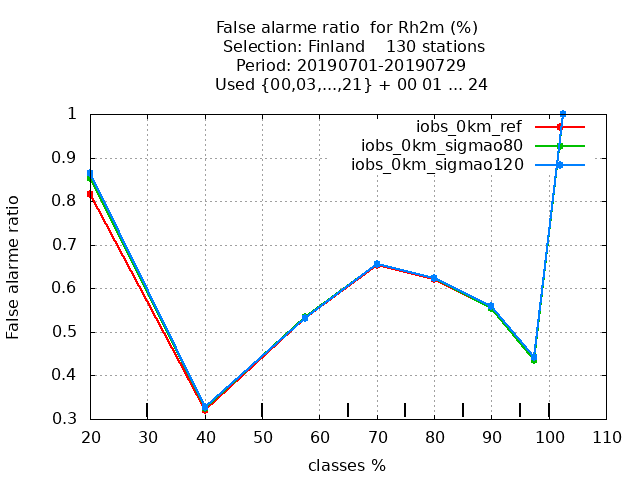 False alarme ratio  for Rh2m (%)
Selection: Finland    130 stations
Period: 20190701-20190729
Used {00,03,...,21} + 00 01 ... 24
iobs_0km_ref
iobs_0km_sigmao80
iobs_0km_sigmao120
False alarme ratio
1
0.9
0.8
0.7
0.6
0.5
0.4
0.3
20 30 40 50 60 70 80 90 100 110
classes %